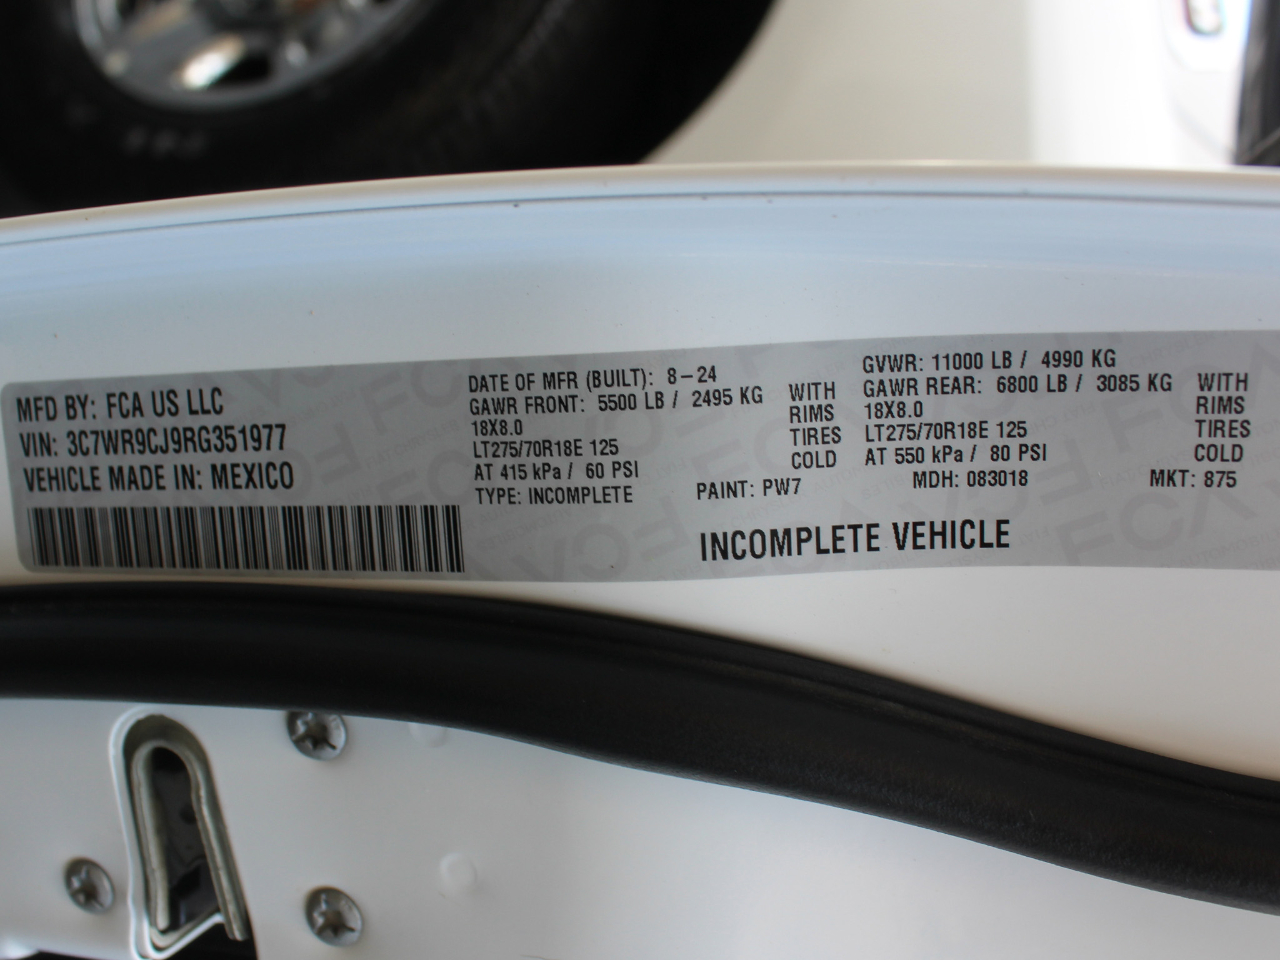 MFD BY: FCA US LLC
VIN: 3C7WR9CJ9RG351977
VEHICLE MADE IN: MEXICO
DATE OF MFR (BUILT): 8-24
GAWR FRONT: 5500 LB / 2495 KG WITH
18X8.0 RIMS
LT275/70R18E 125 TIRES
AT 415 kPa / 60 PSI COLD
TYPE: INCOMPLETE
GVWR: 11000 LB / 4990 KG
GAWR REAR: 6800 LB / 3085 KG WITH
18X8.0 RIMS
LT275/70R18E 125 TIRES
AT 550 kPa / 80 PSI COLD
PAINT: PW7 MDH: 083018 MKT: 875
INCOMPLETE VEHICLE